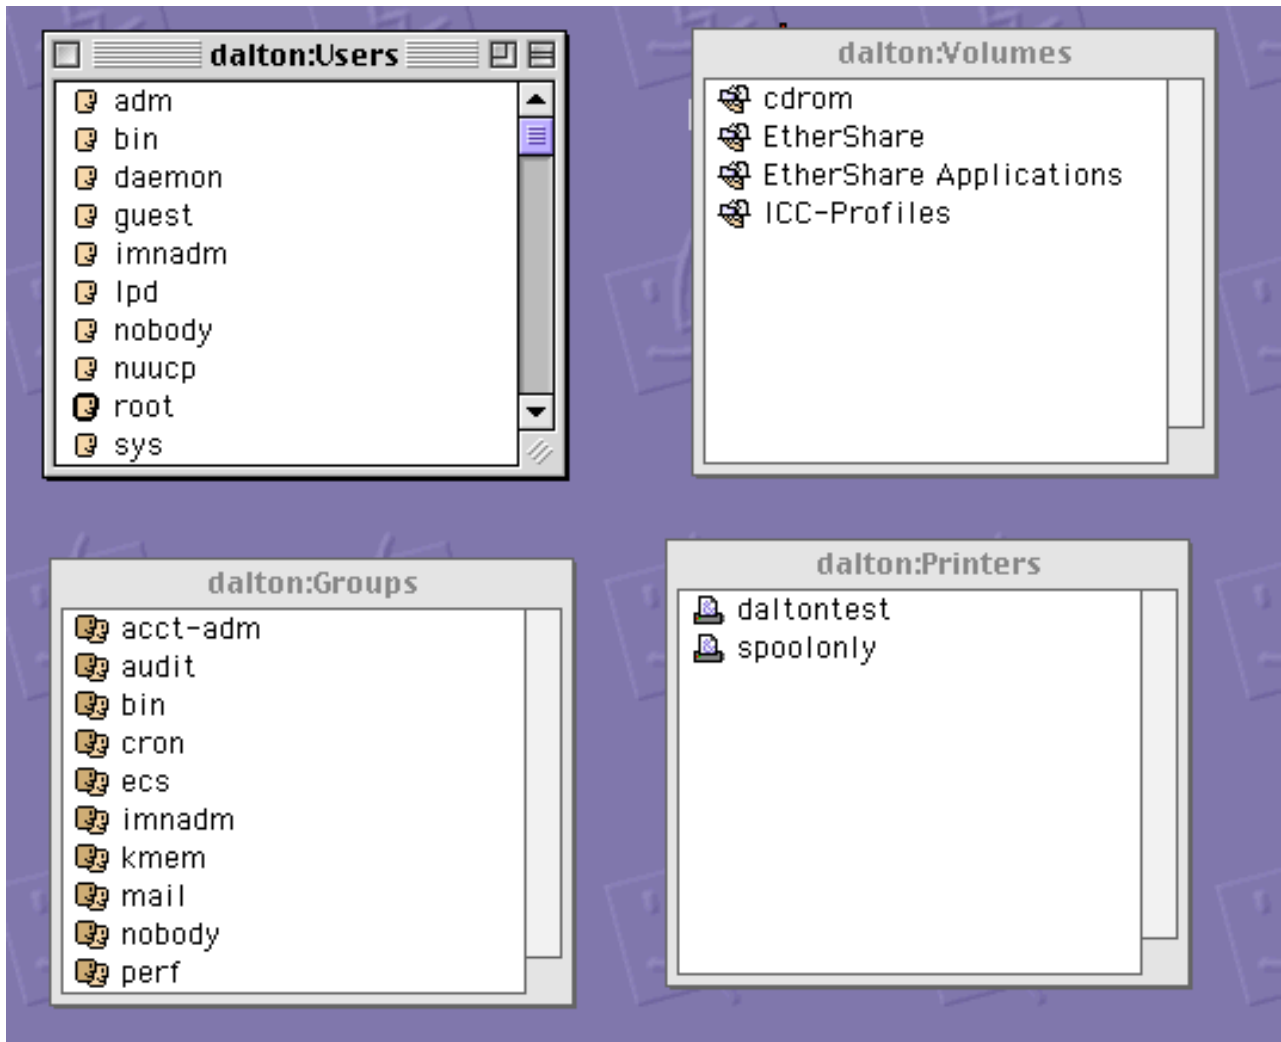 dalton:Users
adm
bin
daemon
guest
imnadm
lpd
nobody
nuucp
root
sys
dalton:Volumes
cdrom
EtherShare
EtherShare Applications
ICC-Profiles
dalton:Groups
acct-adm
audit
bin
cron
ecs
imnadm
kmem
mail
nobody
perf
dalton:Printers
daltontest
spoolonly